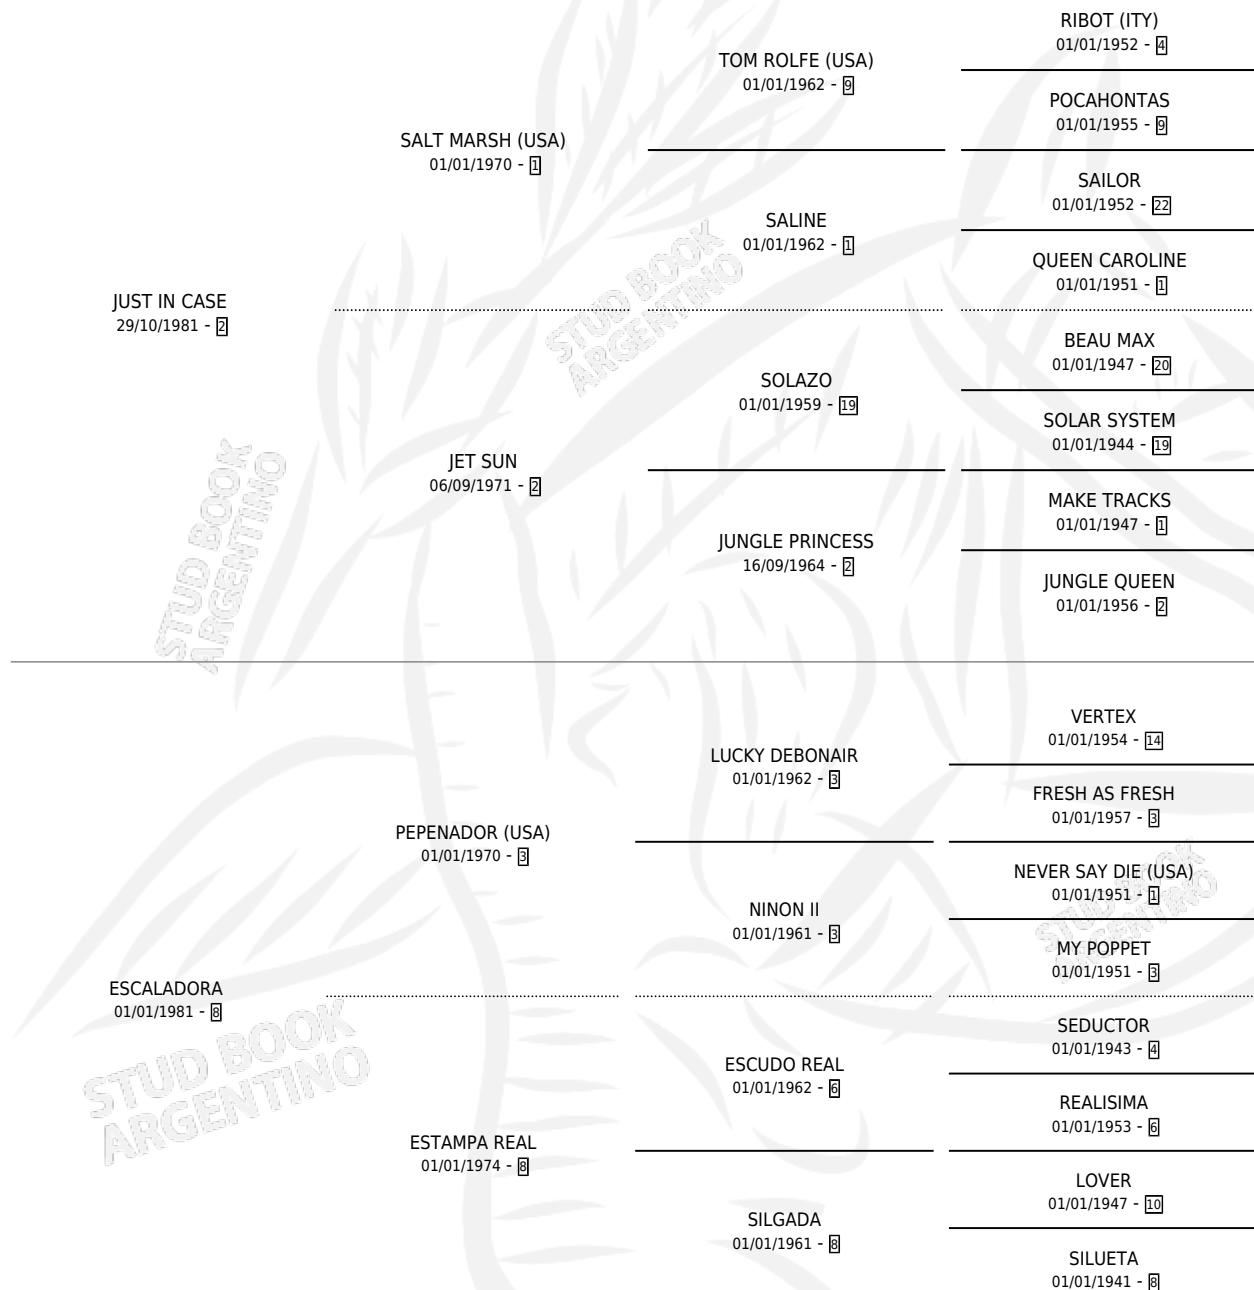 RIBOT (ITY)
01/01/1952 - 4
TOM ROLFE (USA)
01/01/1962 - 9
POCAHONTAS
01/01/1955 - 9
SALT MARSH (USA)
01/01/1970 - 1
SAILOR
01/01/1952 - 22
SALINE
01/01/1962 - 1
QUEEN CAROLINE
01/01/1951 - 1
JUST IN CASE
29/10/1981 - 2
BEAU MAX
01/01/1947 - 20
SOLAZO
01/01/1959 - 19
SOLAR SYSTEM
01/01/1944 - 19
JET SUN
06/09/1971 - 2
MAKE TRACKS
01/01/1947 - 1
JUNGLE PRINCESS
16/09/1964 - 2
JUNGLE QUEEN
01/01/1956 - 2
VERTEX
01/01/1954 - 14
LUCKY DEBONAIR
01/01/1962 - 3
FRESH AS FRESH
01/01/1957 - 3
PEPENADOR (USA)
01/01/1970 - 3
NEVER SAY DIE (USA)
01/01/1951 - 1
NINON II
01/01/1961 - 3
MY POPPET
01/01/1951 - 3
ESCALADORA
01/01/1981 - 8
SEDUCTOR
01/01/1943 - 4
ESCUDO REAL
01/01/1962 - 6
REALISIMA
01/01/1953 - 6
ESTAMPA REAL
01/01/1974 - 8
LOVER
01/01/1947 - 10
SILGADA
01/01/1961 - 8
SILUETA
01/01/1941 - 8
STUD BOOK
ARGENTINO
STUD BOOK
ARGENTINO
STUD BOOK
ARGENTINO
STUD BOOK
ARGENTINO